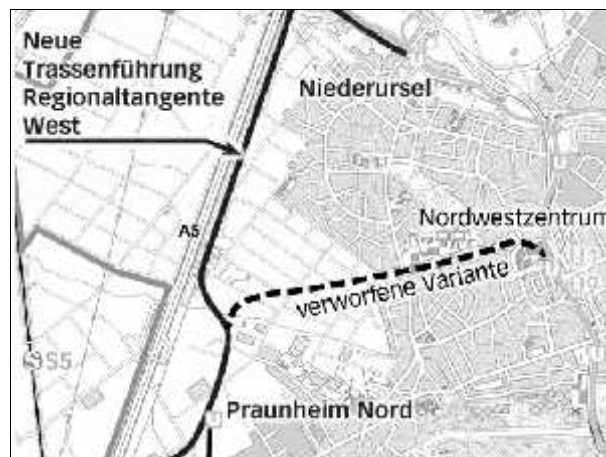 Neue
Trassenführung
Regionaltangente
West
Niederursel
Nordwestzentrum
A5
verworfene Variante
S5
Praunheim Nord